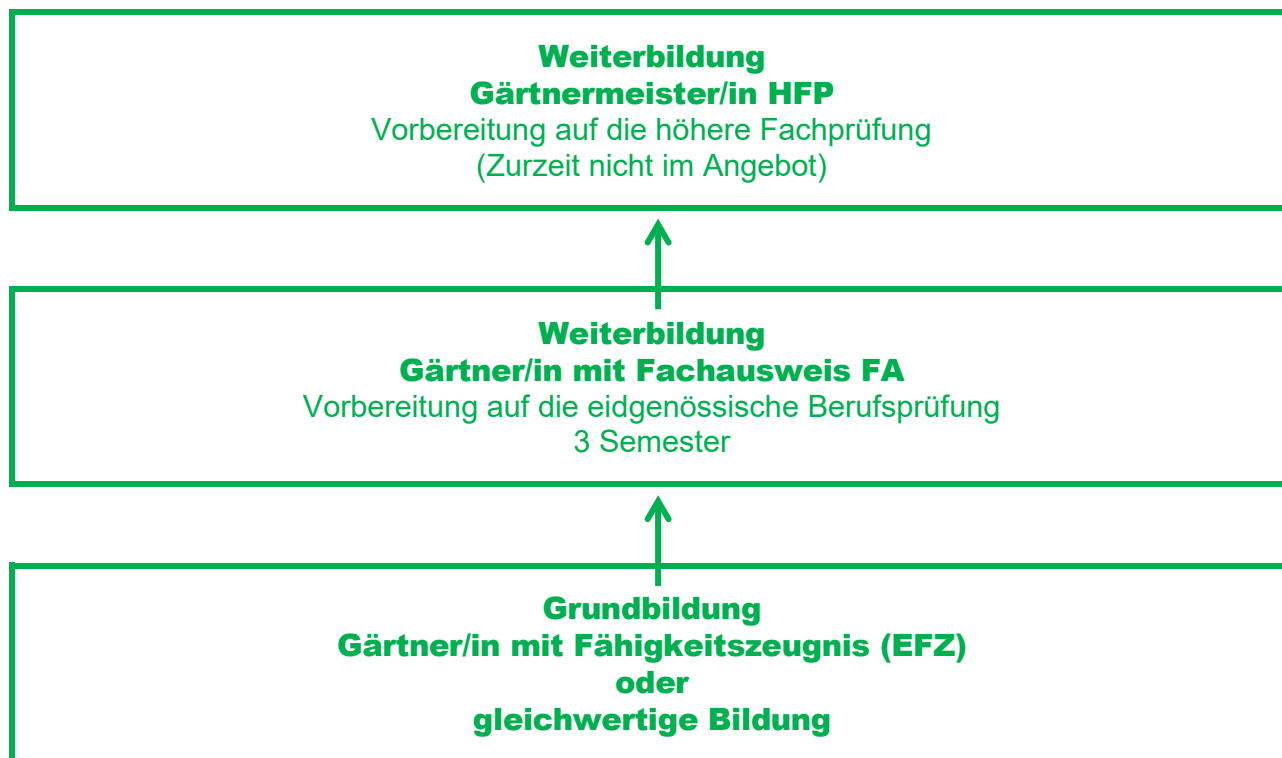 Weiterbildung
Gärtnermeister/in HFP
Vorbereitung auf die höhere Fachprüfung
(Zurzeit nicht im Angebot)
Weiterbildung
Gärtner/in mit Fachausweis FA
Vorbereitung auf die eidgenössische Berufsprüfung
3 Semester
Grundbildung
Gärtner/in mit Fähigkeitszeugnis (EFZ)
oder
gleichwertige Bildung